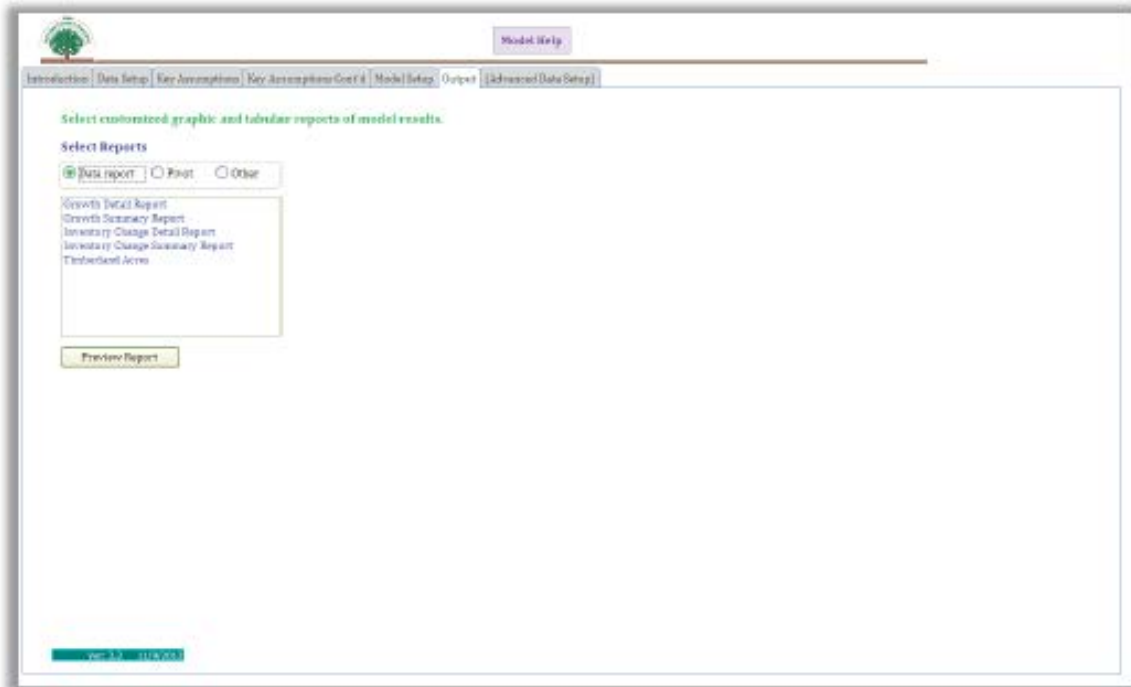 Model Help
Introduction Data Setup Key Assumptions Key Assumptions Cont'd Model Setup Output [Advanced Data Setup]
Select customized graphic and tabular reports of model results.
Select Reports
Data report Pivot Other
Growth Detail Report
Growth Summary Report
Inventory Change Detail Report
Inventory Change Summary Report
Timberland Acres
Preview Report